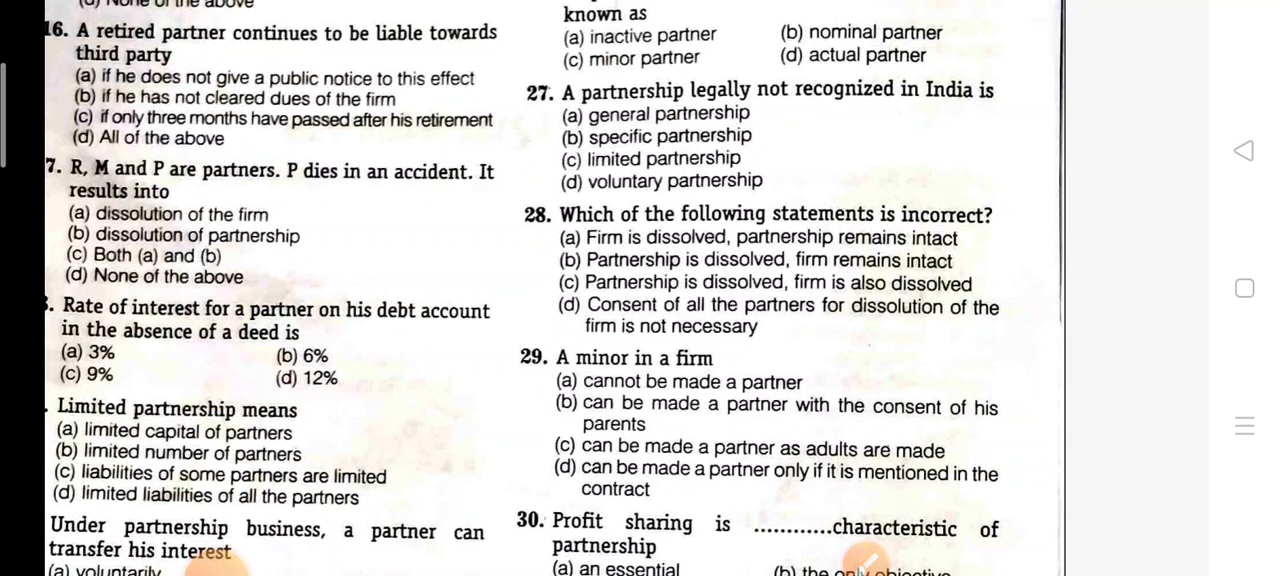 (d) None of the above
16. A retired partner continues to be liable towards
third party
(a) if he does not give a public notice to this effect
(b) if he has not cleared dues of the firm
(c) if only three months have passed after his retirement
(d) All of the above
7. R, M and P are partners. P dies in an accident. It
results into
(a) dissolution of the firm
(b) dissolution of partnership
(c) Both (a) and (b)
(d) None of the above
. Rate of interest for a partner on his debt account
in the absence of a deed is
(a) 3% (b) 6%
(c) 9% (d) 12%
. Limited partnership means
(a) limited capital of partners
(b) limited number of partners
(c) liabilities of some partners are limited
(d) limited liabilities of all the partners
Under partnership business, a partner can
transfer his interest
(a) voluntarily
known as
(a) inactive partner (b) nominal partner
(c) minor partner (d) actual partner
27. A partnership legally not recognized in India is
(a) general partnership
(b) specific partnership
(c) limited partnership
(d) voluntary partnership
28. Which of the following statements is incorrect?
(a) Firm is dissolved, partnership remains intact
(b) Partnership is dissolved, firm remains intact
(c) Partnership is dissolved, firm is also dissolved
(d) Consent of all the partners for dissolution of the
firm is not necessary
29. A minor in a firm
(a) cannot be made a partner
(b) can be made a partner with the consent of his
parents
(c) can be made a partner as adults are made
(d) can be made a partner only if it is mentioned in the
contract
30. Profit sharing is ............characteristic of
partnership
(a) an essential (b) the only objective